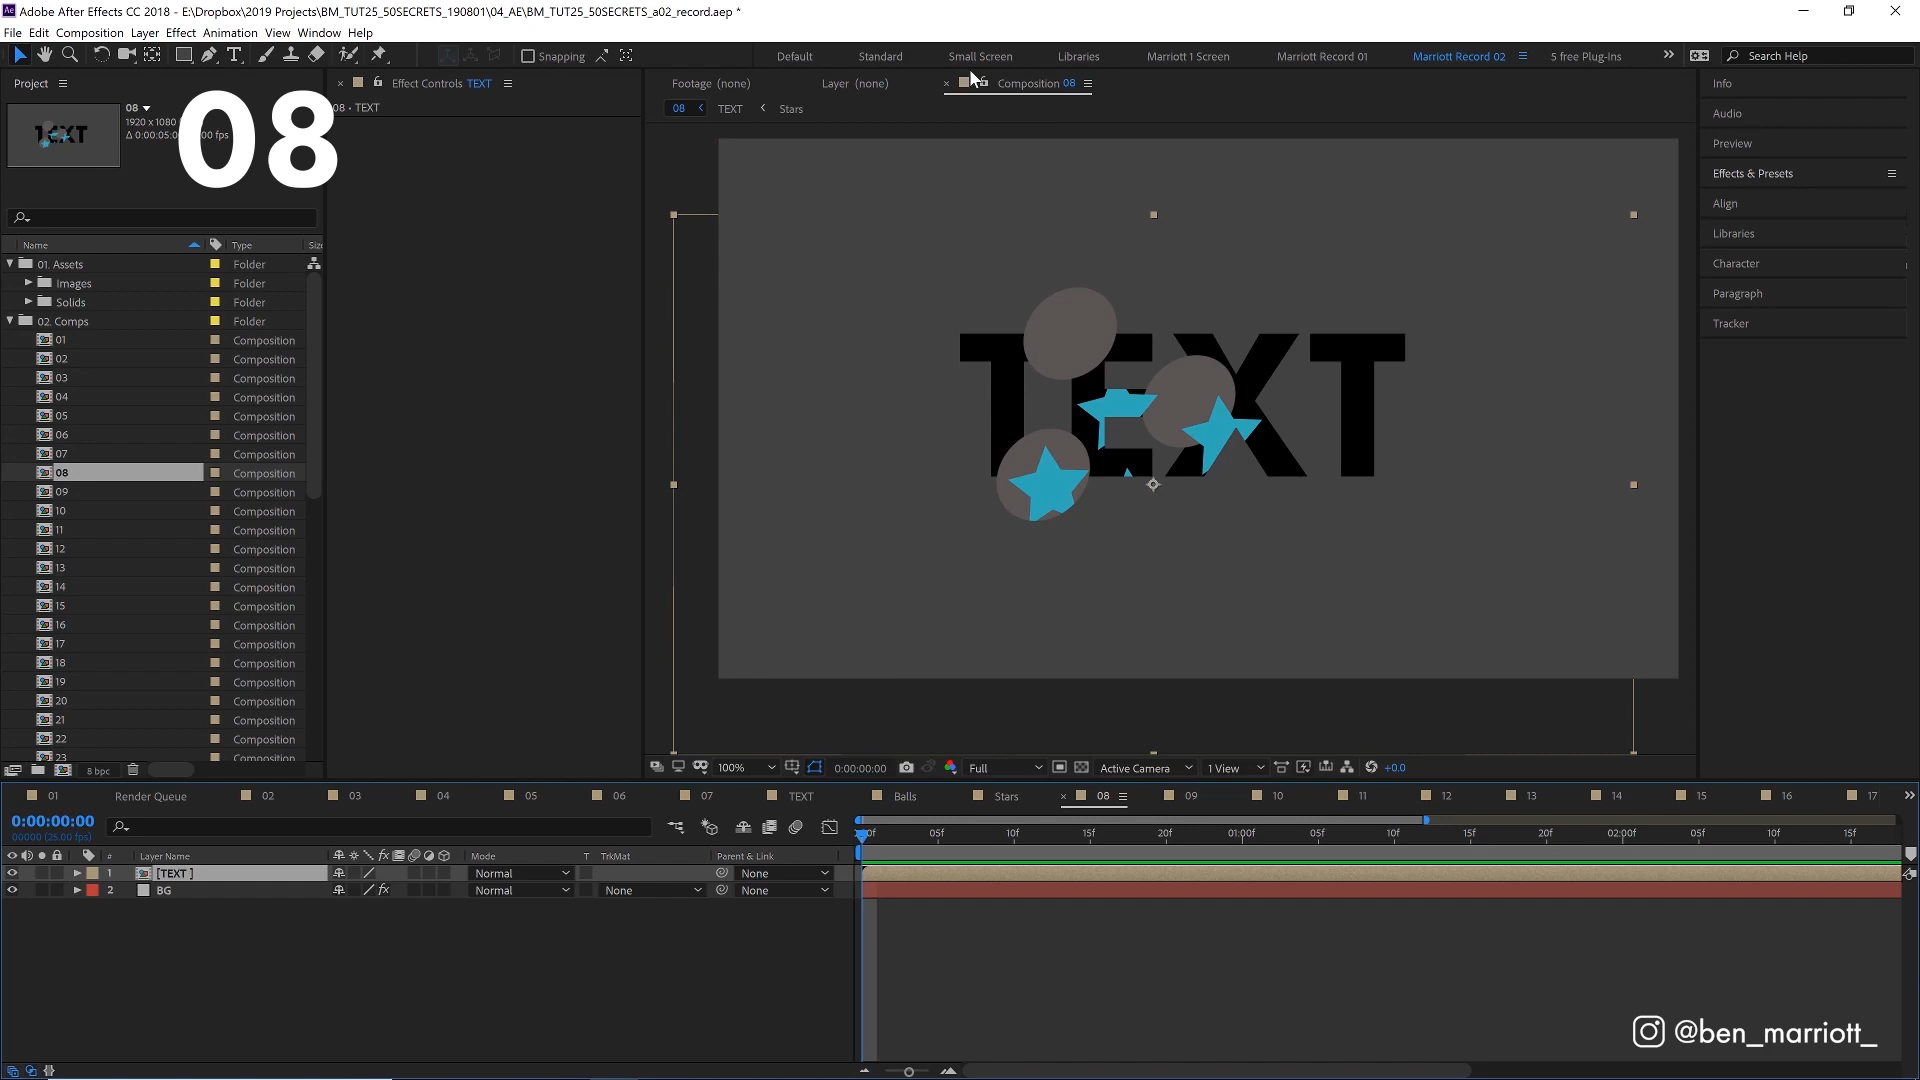 Adobe After Effects CC 2018 - E:\Dropbox\2019 Projects\BM_TUT25_50SECRETS_190801\04_AE\BM_TUT25_50SECRETS_a02_record.aep *
File Edit Composition Layer Effect Animation View Window Help
Snapping Default Standard Small Screen Libraries Marriott 1 Screen Marriott Record 01 Marriott Record 02 5 free Plug-Ins Search Help
Project Effect Controls TEXT Footage (none) Layer (none) Composition 08 Info
08 08 • TEXT 08 TEXT Stars
1920 x 1080
Δ 0:00:05:00 fps
TEXT
08
Audio
Preview
Effects & Presets
Align
Libraries
Character
Paragraph
Tracker
TEXT
Name Type Size
01. Assets Folder
Images Folder
Solids Folder
02. Comps Folder
01 Composition
02 Composition
03 Composition
04 Composition
05 Composition
06 Composition
07 Composition
08 Composition
09 Composition
10 Composition
11 Composition
12 Composition
13 Composition
14 Composition
15 Composition
16 Composition
17 Composition
18 Composition
19 Composition
20 Composition
21 Composition
22 Composition
23 Composition
8 bpc 100% 0:00:00:00 Full Active Camera 1 View +0.0
01 Render Queue 02 03 04 05 06 07 TEXT Balls Stars 08 09 10 11 12 13 14 15 16 17
0:00:00:00
00000 (25.00 fps)
05f 10f 15f 20f 01:00f 05f 10f 15f 20f 02:00f 05f 10f 15f
# Layer Name Mode T TrkMat Parent & Link
1 [TEXT ] Normal None
2 BG Normal None None
@ben_marriott_